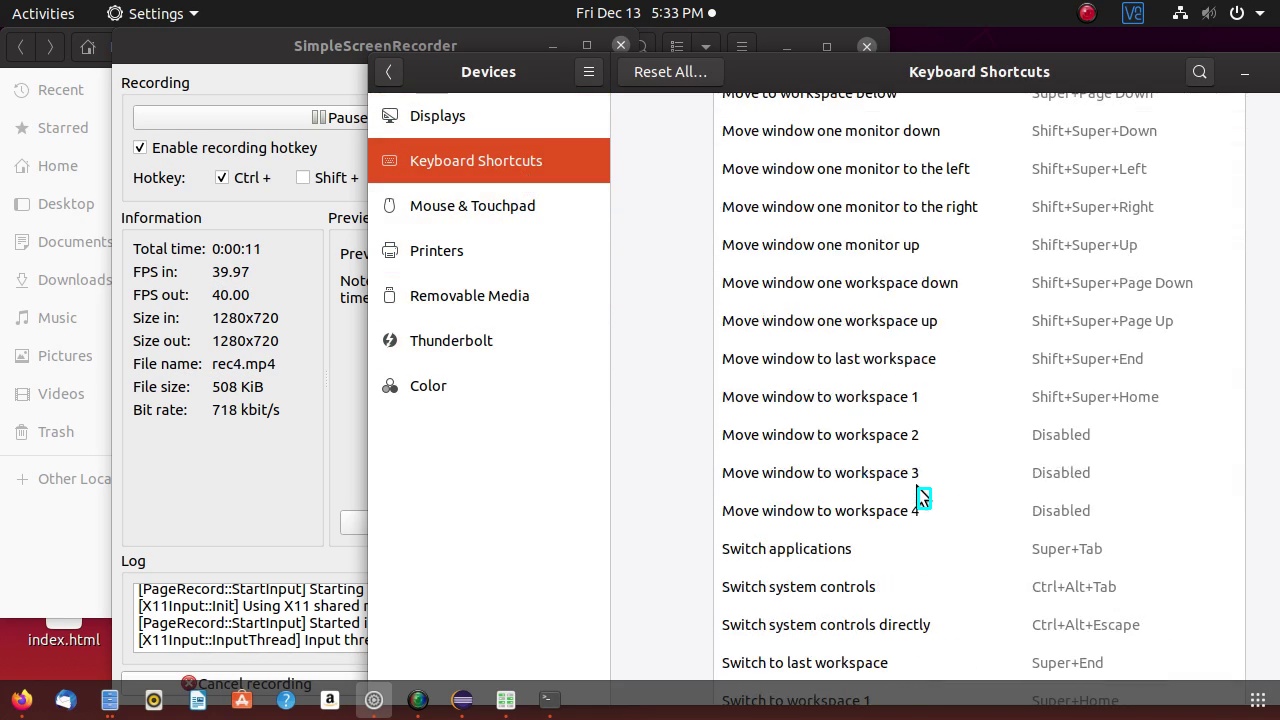 Activities
Settings
Fri Dec 13 5:33 PM
SimpleScreenRecorder
Devices
Reset All...
Keyboard Shortcuts
Recent
Starred
Home
Desktop
Documents
Downloads
Music
Pictures
Videos
Trash
Other Loca
index.html
Recording
Pause
Enable recording hotkey
Hotkey: Ctrl + Shift +
Information
Total time: 0:00:11
FPS in: 39.97
FPS out: 40.00
Size in: 1280x720
Size out: 1280x720
File name: rec4.mp4
File size: 508 KiB
Bit rate: 718 kbit/s
Previe
Prev
Note
time
Log
[PageRecord::StartInput] Starting
[X11Input::Init] Using X11 shared r
[PageRecord::StartInput] Started i
[X11Input::InputThread] Input thre
Cancel recording
Displays
Keyboard Shortcuts
Mouse & Touchpad
Printers
Removable Media
Thunderbolt
Color
Move to workspace below Super+Page Down
Move window one monitor down Shift+Super+Down
Move window one monitor to the left Shift+Super+Left
Move window one monitor to the right Shift+Super+Right
Move window one monitor up Shift+Super+Up
Move window one workspace down Shift+Super+Page Down
Move window one workspace up Shift+Super+Page Up
Move window to last workspace Shift+Super+End
Move window to workspace 1 Shift+Super+Home
Move window to workspace 2 Disabled
Move window to workspace 3 Disabled
Move window to workspace 4 Disabled
Switch applications Super+Tab
Switch system controls Ctrl+Alt+Tab
Switch system controls directly Ctrl+Alt+Escape
Switch to last workspace Super+End
Switch to workspace 1 Super+Home